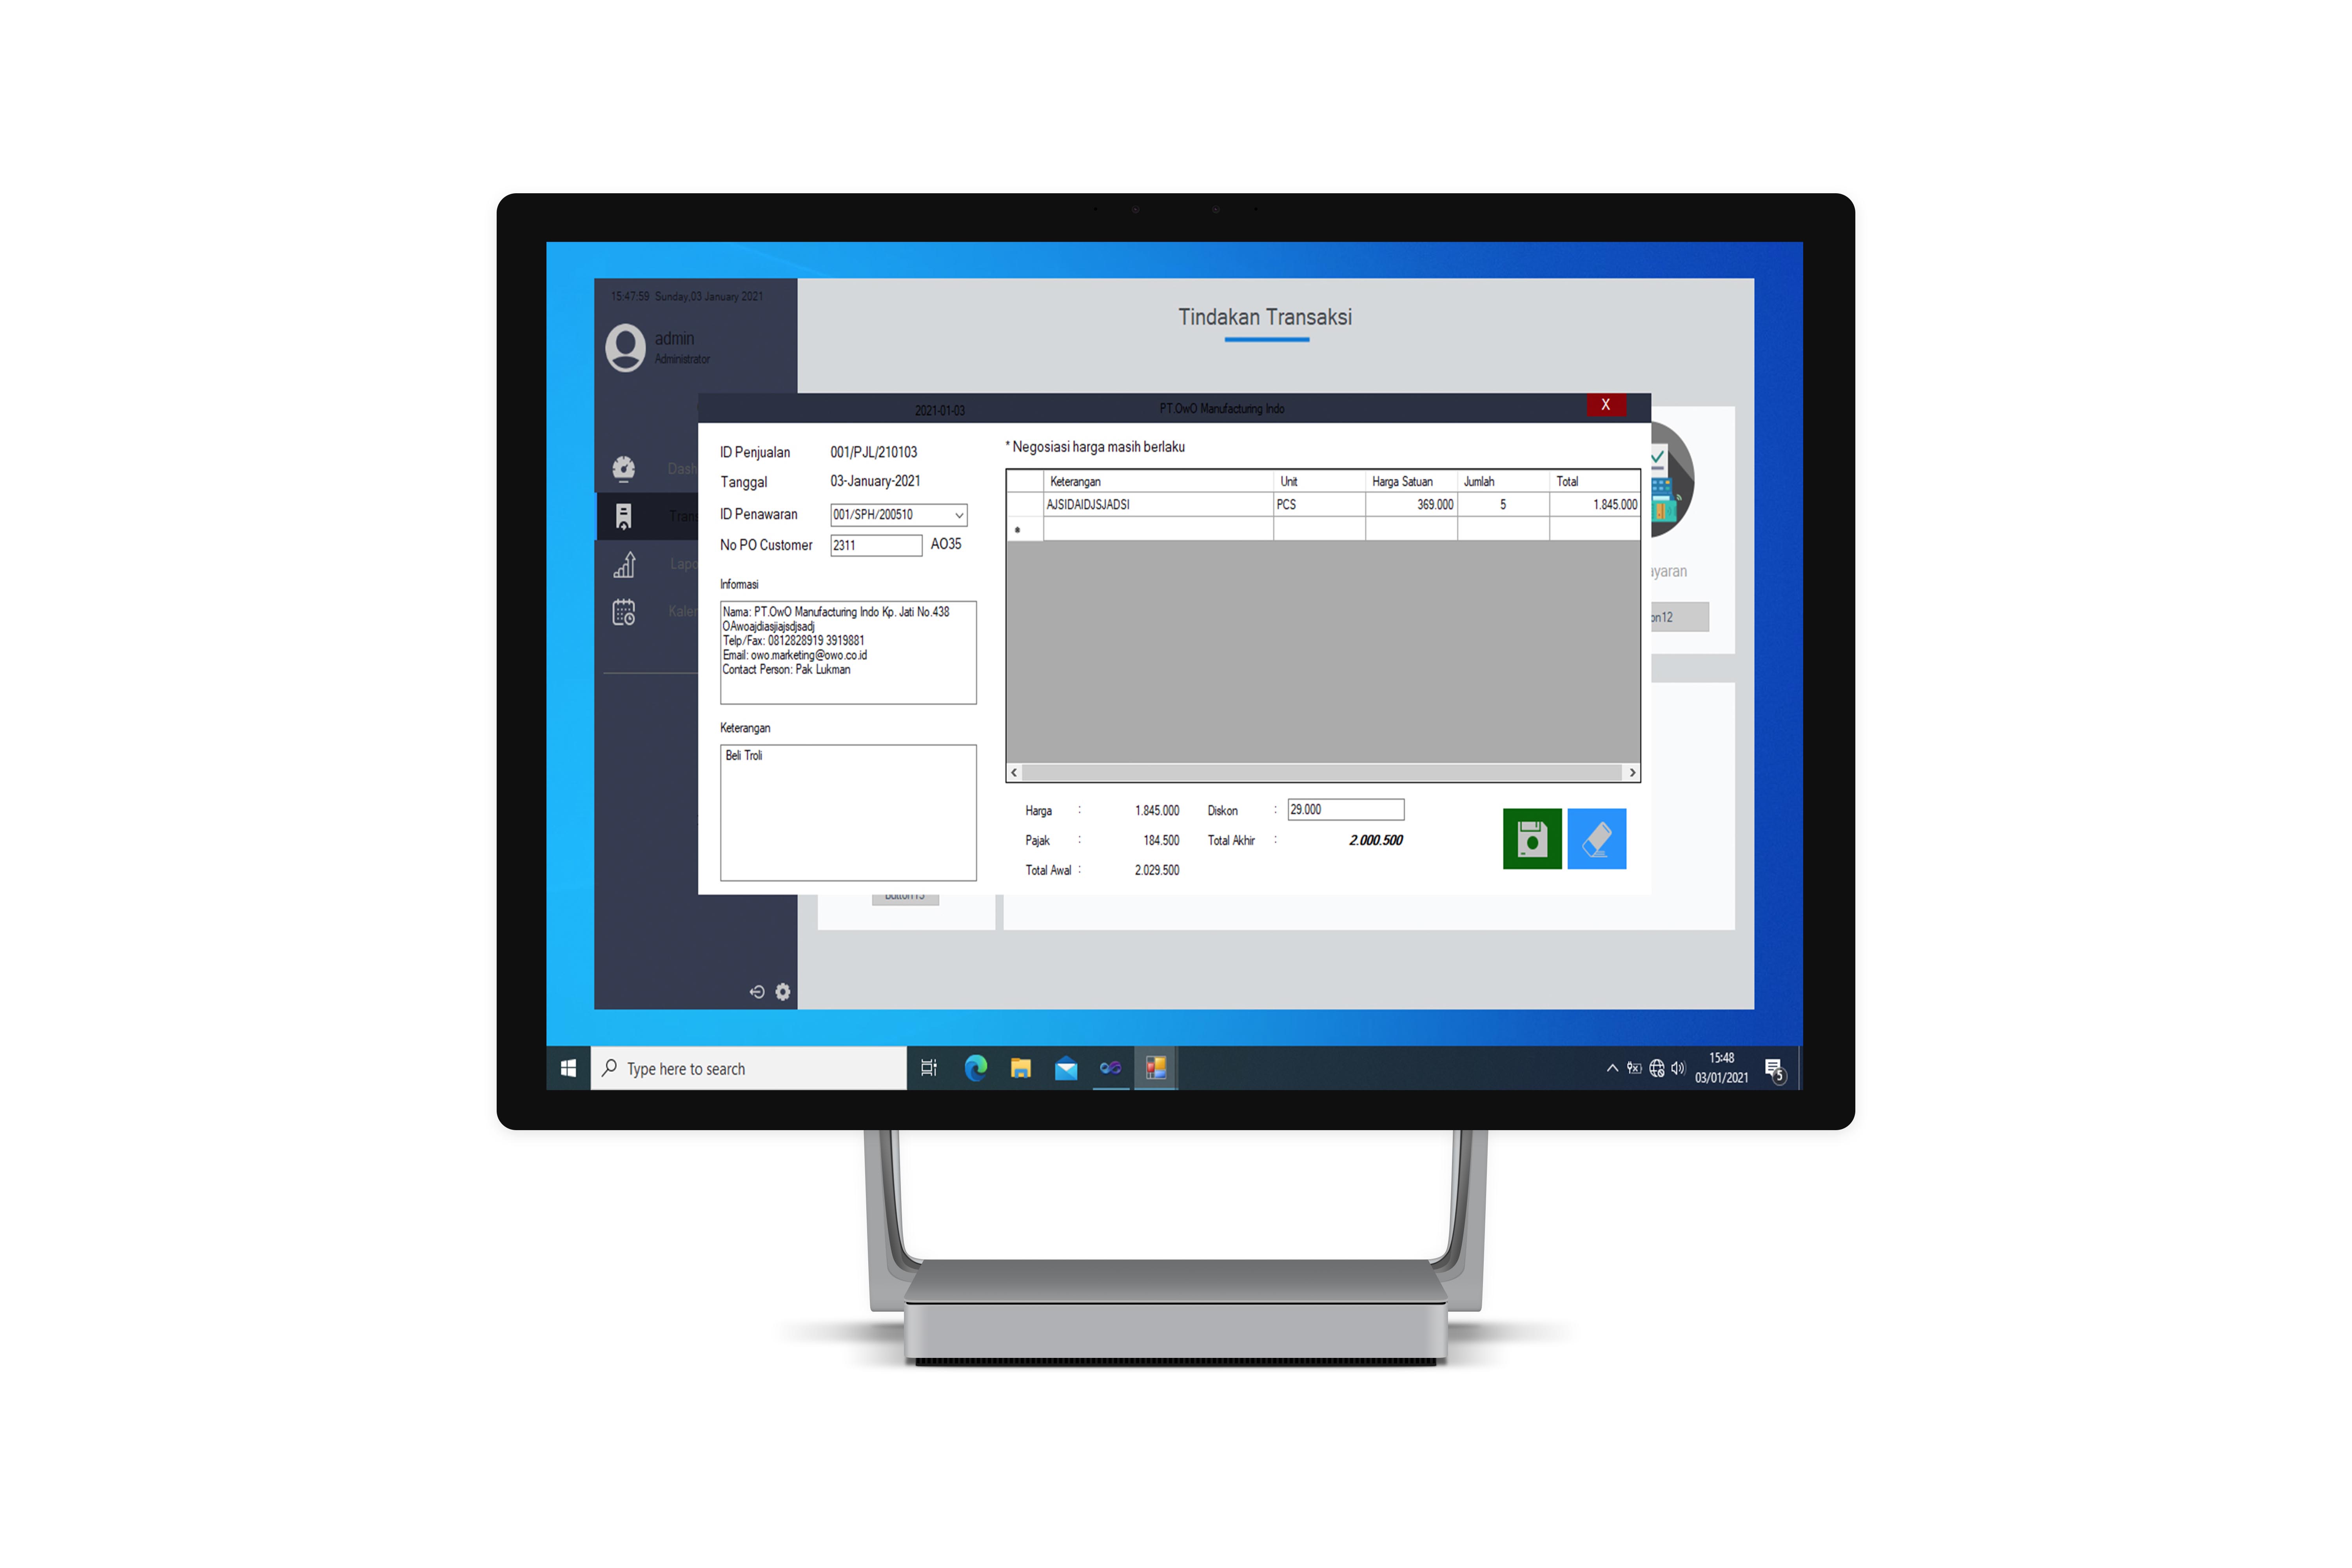 15:47:59 Sunday,03 January 2021
admin
Administrator
Tindakan Transaksi
2021-01-03
PT.OwO Manufacturing Indo
X
ID Penjualan 001/PJL/210103
Tanggal 03-January-2021
ID Penawaran 001/SPH/200510
No PO Customer 2311 AO35
Informasi
Nama: PT.OwO Manufacturing Indo Kp. Jati No.438
OAwoajdiasjiajsdjsadj
Telp/Fax: 0812828919 3919881
Email: owo.marketing@owo.co.id
Contact Person: Pak Lukman
Keterangan
Beli Troli
* Negosiasi harga masih berlaku
Keterangan Unit Harga Satuan Jumlah Total
AJSIDAIDJSJADSI PCS 369.000 5 1.845.000
Harga : 1.845.000 Diskon : 29.000
Pajak : 184.500 Total Akhir : 2.000.500
Total Awal : 2.029.500
Dash
Trans
Lapo
Kalen
ayaran
on12
button15
Type here to search
15:48
03/01/2021
5